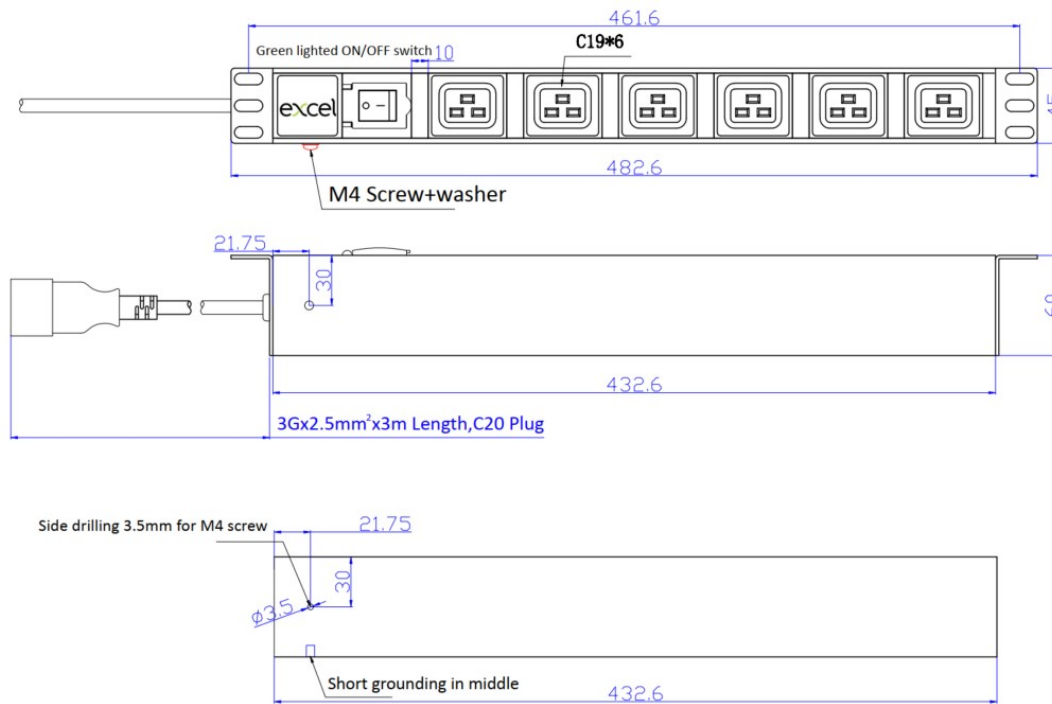 461.6
Green lighted ON/OFF switch
10
C19*6
excel
45
482.6
M4 Screw+washer
21.75
30
432.6
3Gx2.5mm²x3m Length,C20 Plug
Side drilling 3.5mm for M4 screw
21.75
30
Ø3.5
Short grounding in middle
432.6